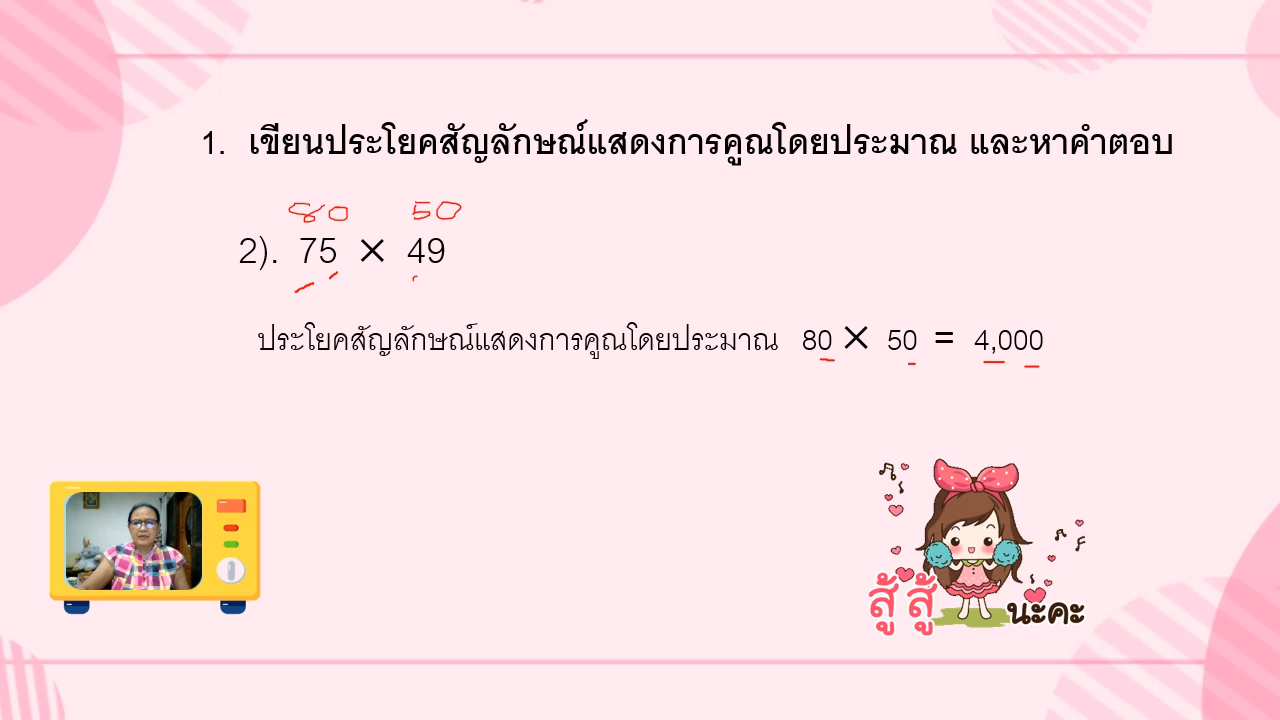 1. เขียนประโยคสัญลักษณ์แสดงการคูณโดยประมาณ และหาคำตอบ
80 50
2). 75 × 49
ประโยคสัญลักษณ์แสดงการคูณโดยประมาณ 80 × 50 = 4,000
สู้ สู้ นะคะ